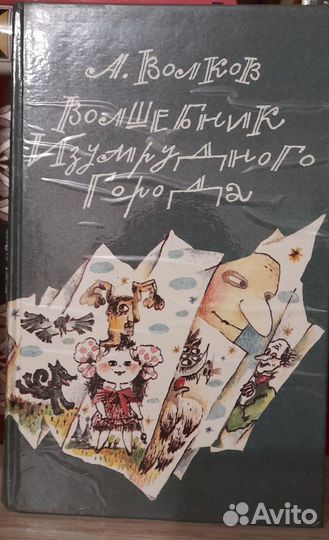 А. Волков
Волшебник
Изумрудного
Города
Avito